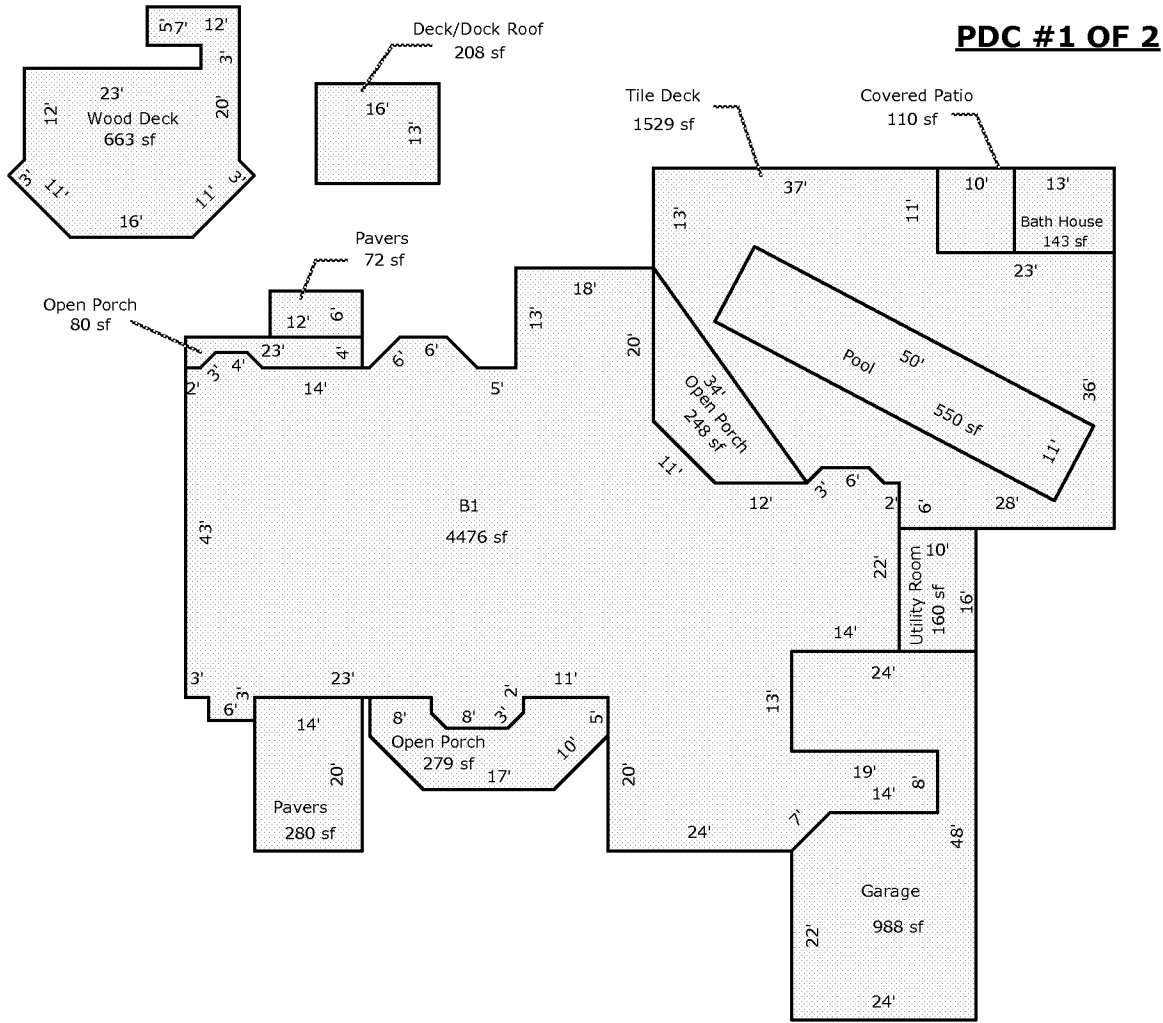 PDC #1 OF 2
5'
7'
12'
3'
23'
12'
20'
Wood Deck
663 sf
3'
11'
11'
3'
16'
Deck/Dock Roof
208 sf
16'
13'
Tile Deck
1529 sf
Covered Patio
110 sf
37'
13'
11'
10'
13'
Bath House
143 sf
23'
Pavers
72 sf
12'
6'
Open Porch
80 sf
23'
4'
3'
4'
2'
14'
6'
6'
5'
13'
18'
20'
34'
Open Porch
248 sf
11'
12'
Pool
50'
550 sf
11'
36'
3'
6'
2'
6'
28'
B1
4476 sf
43'
22'
10'
Utility Room
160 sf
16'
14'
24'
3'
3'
6'
23'
11'
14'
20'
Pavers
280 sf
8'
8'
3'
2'
5'
Open Porch
279 sf
10'
17'
20'
24'
13'
19'
8'
14'
7'
48'
Garage
988 sf
22'
24'